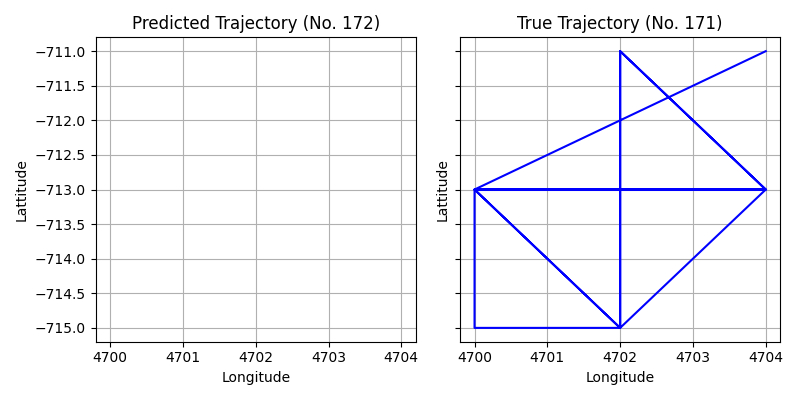 Predicted Trajectory (No. 172)
Lattitude
−711.0
−711.5
−712.0
−712.5
−713.0
−713.5
−714.0
−714.5
−715.0
4700 4701 4702 4703 4704
Longitude
True Trajectory (No. 171)
Lattitude
4700 4701 4702 4703 4704
Longitude